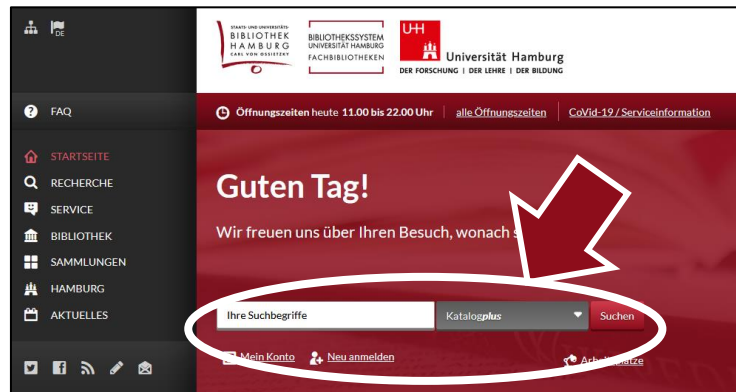 DE
STAATS- UND UNIVERSITÄTS-
BIBLIOTHEK
HAMBURG
CARL VON OSSIETZKY
BIBLIOTHEKSSYSTEM
UNIVERSITÄT HAMBURG
FACHBIBLIOTHEKEN
UH
Universität Hamburg
DER FORSCHUNG | DER LEHRE | DER BILDUNG
FAQ
Öffnungszeiten heute 11.00 bis 22.00 Uhr
alle Öffnungszeiten
CoVid-19 / Serviceinformation
STARTSEITE
RECHERCHE
SERVICE
BIBLIOTHEK
SAMMLUNGEN
HAMBURG
AKTUELLES
Guten Tag!
Wir freuen uns über Ihren Besuch, wonach
Ihre Suchbegriffe
Katalogplus
Suchen
Mein Konto
Neu anmelden